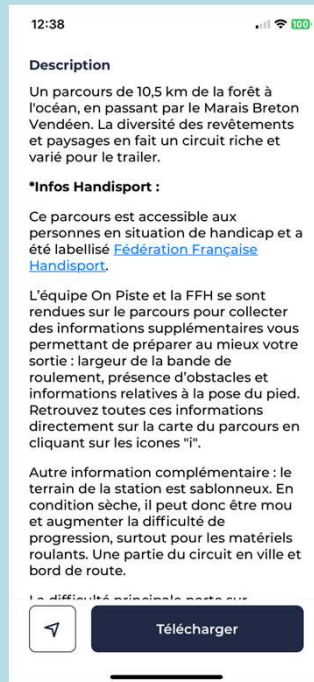 12:38
100
Description
Un parcours de 10,5 km de la forêt à
l'océan, en passant par le Marais Breton
Vendéen. La diversité des revêtements
et paysages en fait un circuit riche et
varié pour le trailer.
*Infos Handisport :
Ce parcours est accessible aux
personnes en situation de handicap et a
été labellisé Fédération Française
Handisport.
L'équipe On Piste et la FFH se sont
rendues sur le parcours pour collecter
des informations supplémentaires vous
permettant de préparer au mieux votre
sortie : largeur de la bande de
roulement, présence d'obstacles et
informations relatives à la pose du pied.
Retrouvez toutes ces informations
directement sur la carte du parcours en
cliquant sur les icones "i".
Autre information complémentaire : le
terrain de la station est sablonneux. En
condition sèche, il peut donc être mou
et augmenter la difficulté de
progression, surtout pour les matériels
roulants. Une partie du circuit en ville et
bord de route.
La difficulté principale porte sur
Télécharger